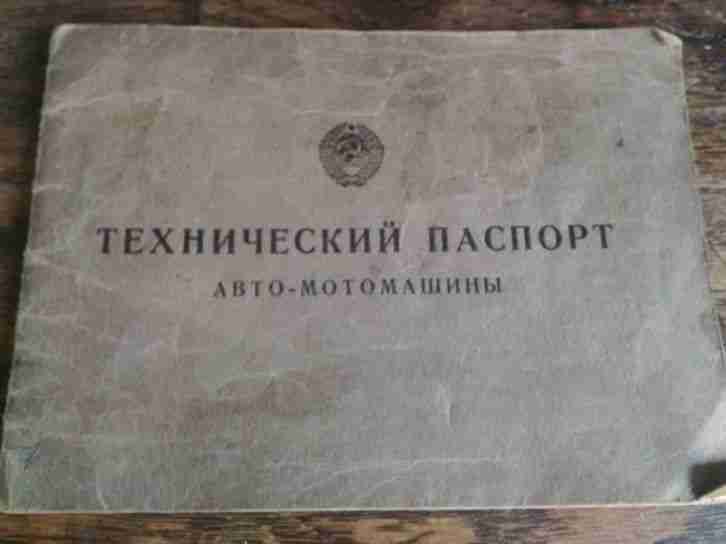 ТЕХНИЧЕСКИЙ ПАСПОРТ
АВТО-МОТОМАШИНЫ